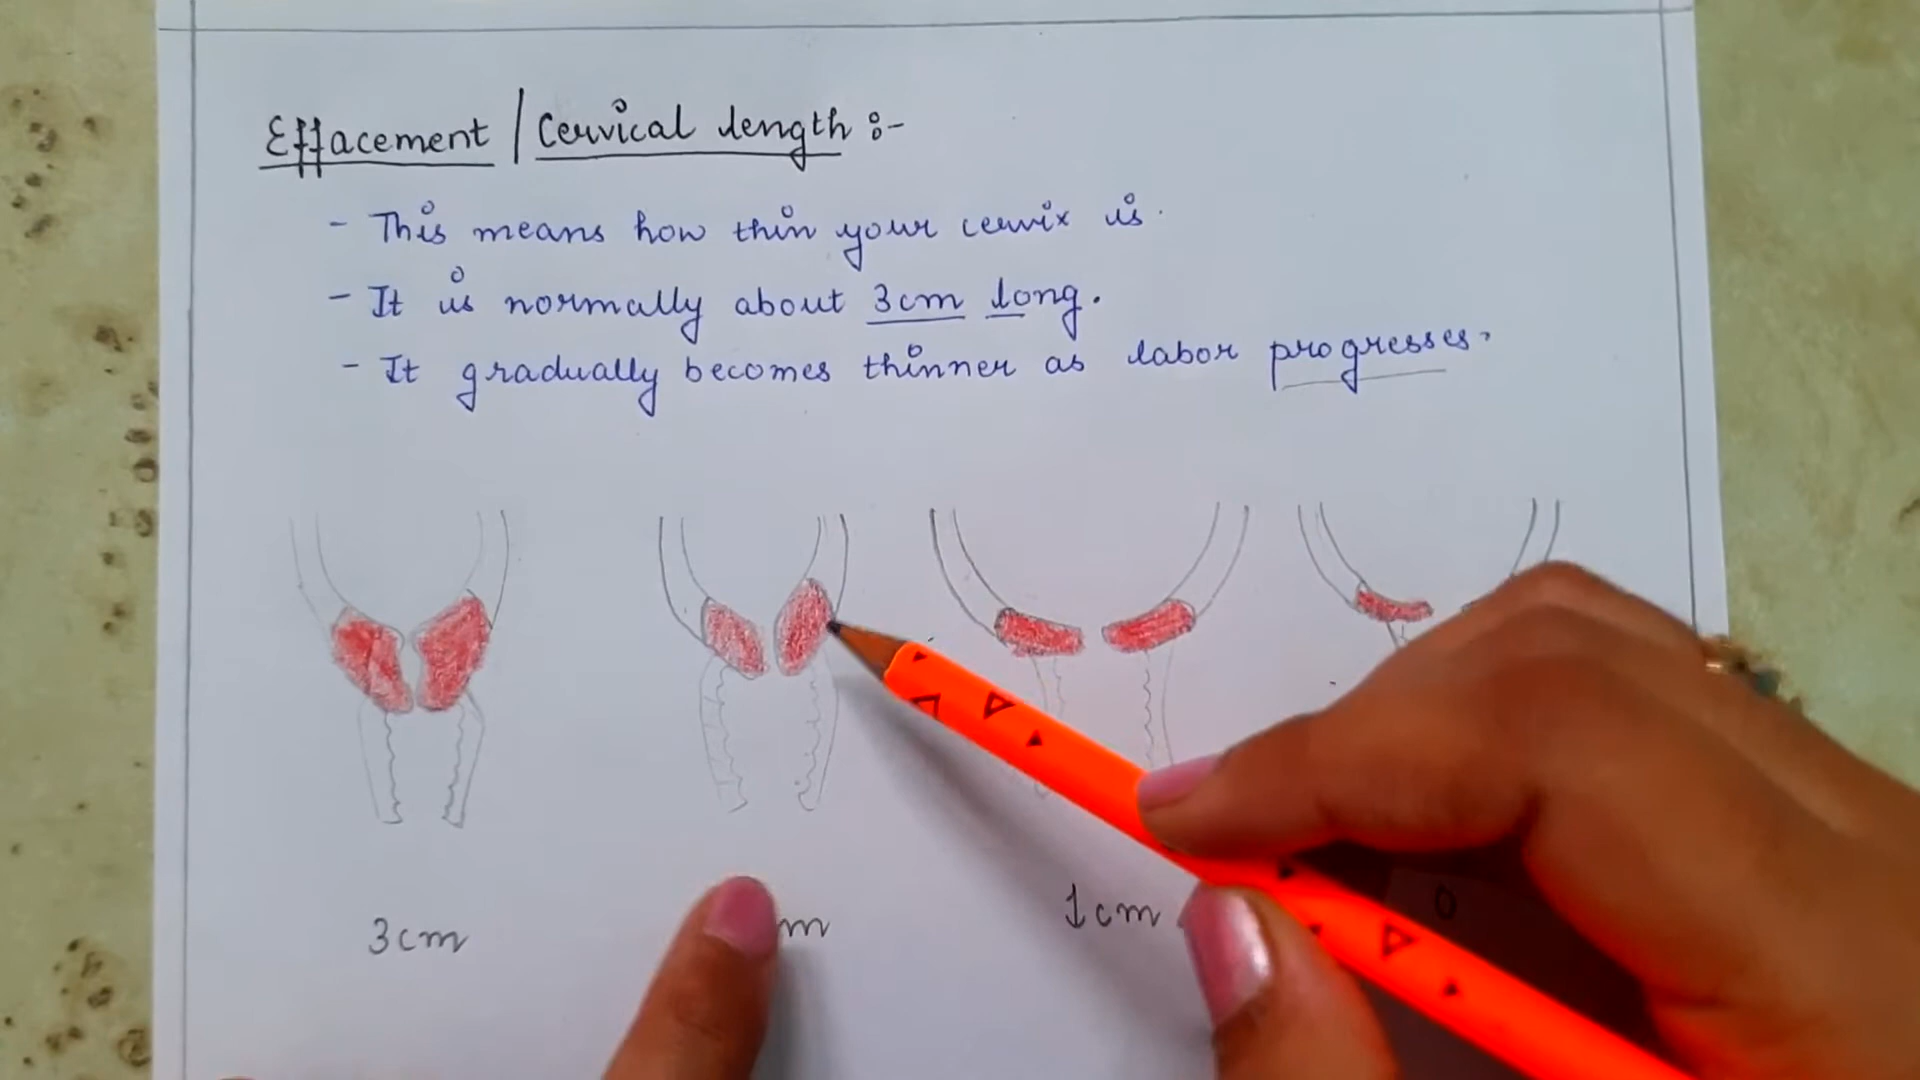 Effacement / Cervical length :-
- This means how thin your cervix is.
- It is normally about 3cm long.
- It gradually becomes thinner as labor progresses.
3cm
m
1cm
0